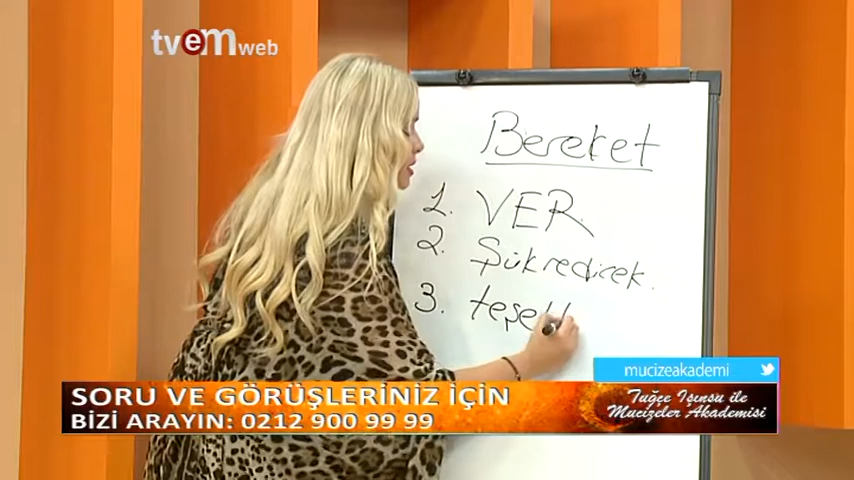 tvem web
Bereket
1. VER
2. Şükredicek.
3.
mucizeakademi
SORU VE GÖRÜŞLERİNİZ İÇİN
BİZİ ARAYIN: 0212 900 99 99
Tuğçe Işınsu ile
Mucizeler Akademisi